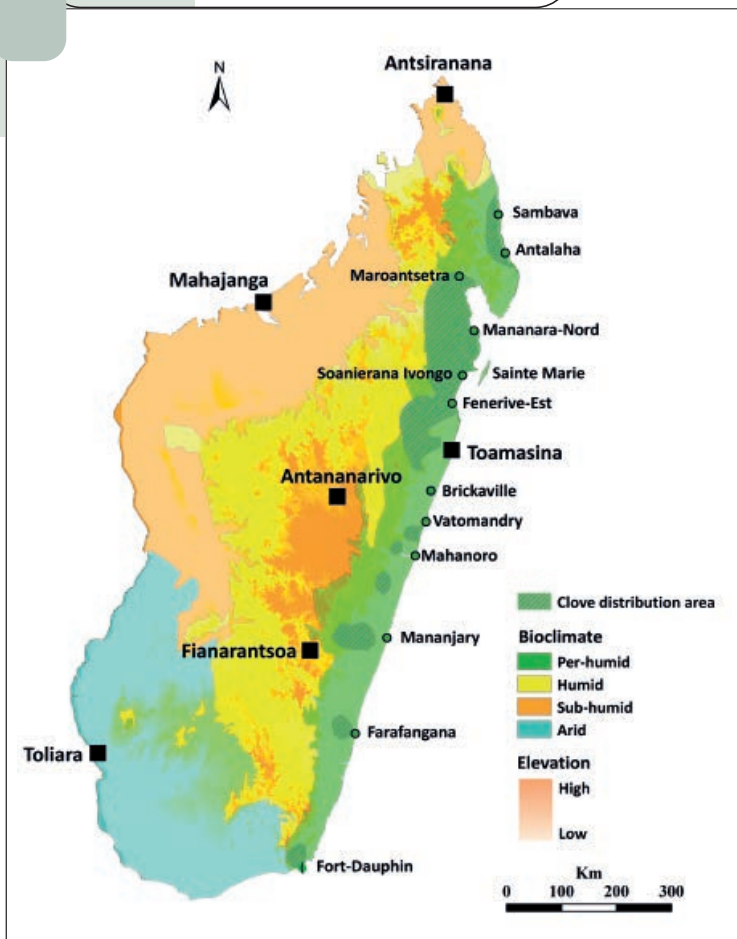 Antsiranana
N
Sambava
Antalaha
Maroantsetra
Mahajanga
Mananara-Nord
Soanierana Ivongo
Sainte Marie
Fenerive-Est
Toamasina
Antananarivo
Brickaville
Vatomandry
Mahanoro
Clove distribution area
Bioclimate
Per-humid
Humid
Sub-humid
Arid
Mananjary
Fianarantsoa
Farafangana
Toliara
Elevation
High
Low
Fort-Dauphin
Km
0 100 200 300